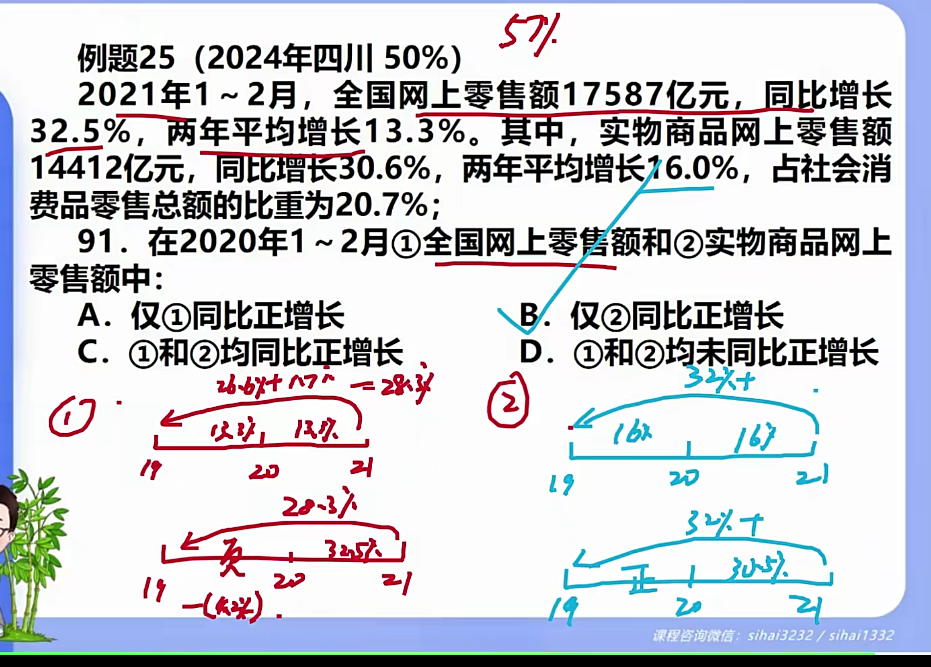 57%
例题25（2024年四川 50%）
2021年1～2月，全国网上零售额17587亿元，同比增长
32.5%，两年平均增长13.3%。其中，实物商品网上零售额
14412亿元，同比增长30.6%，两年平均增长16.0%，占社会消
费品零售总额的比重为20.7%；
91．在2020年1～2月①全国网上零售额和②实物商品网上
零售额中：
A．仅①同比正增长 B．仅②同比正增长
C．①和②均同比正增长 D．①和②均未同比正增长
26.6%+1.7% =28.3%
①
13.3% 13.3%
19 20 21
28.3%
负 32.5%
19 20 21
② 32%+
16% 16%
19 20 21
32%+
正
19 20 21
课程咨询微信：sihai3232 / sihai1332